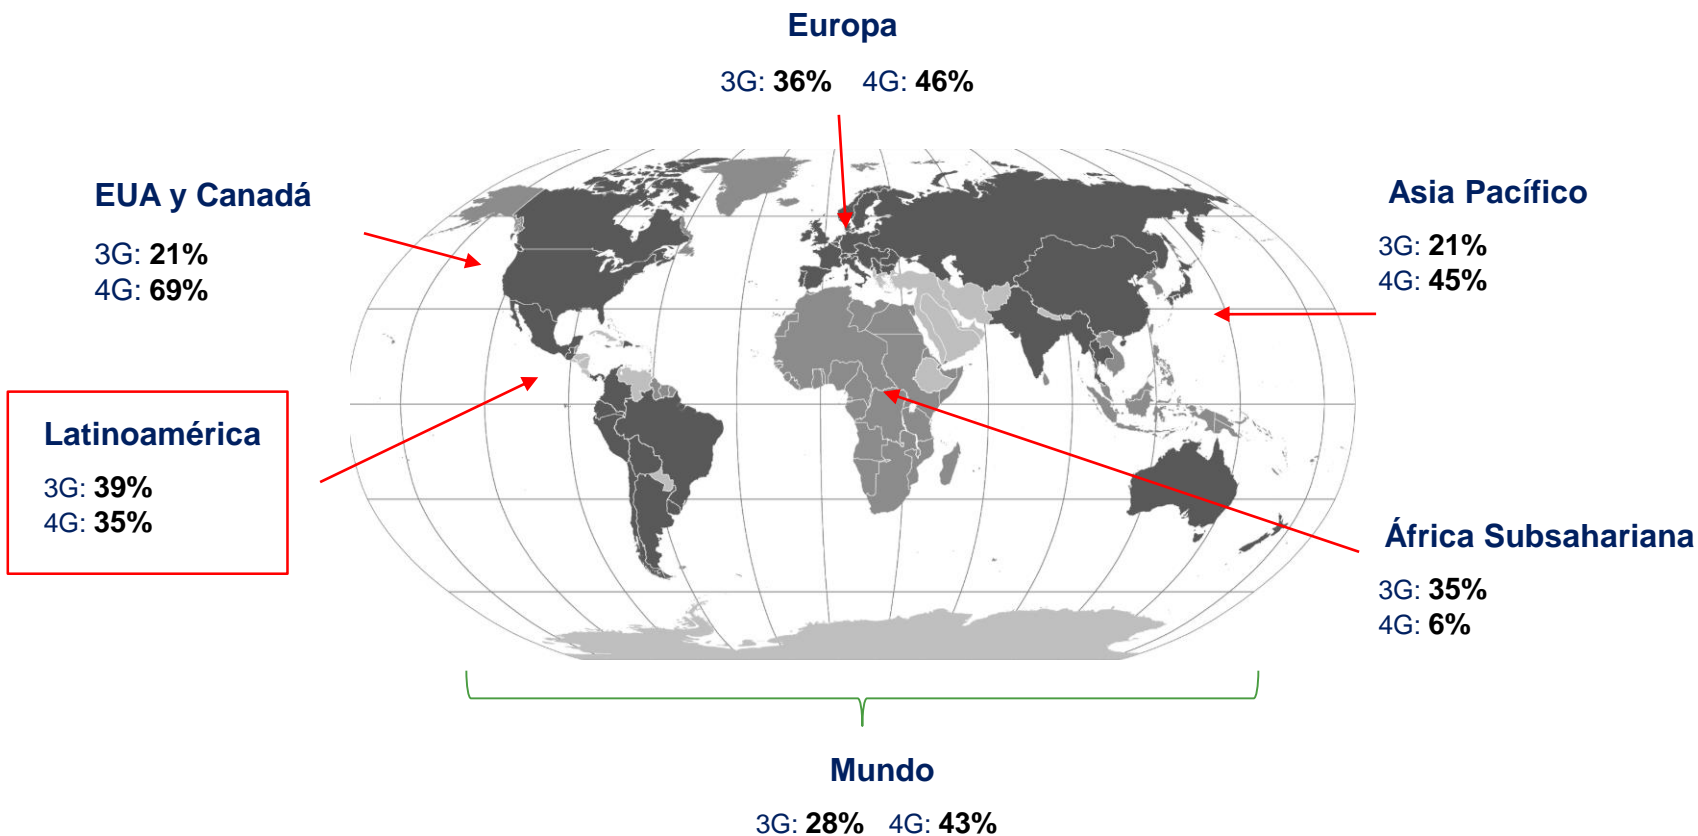 Europa
3G: 36% 4G: 46%
EUA y Canadá
3G: 21%
4G: 69%
Asia Pacífico
3G: 21%
4G: 45%
Latinoamérica
3G: 39%
4G: 35%
África Subsahariana
3G: 35%
4G: 6%
Mundo
3G: 28% 4G: 43%